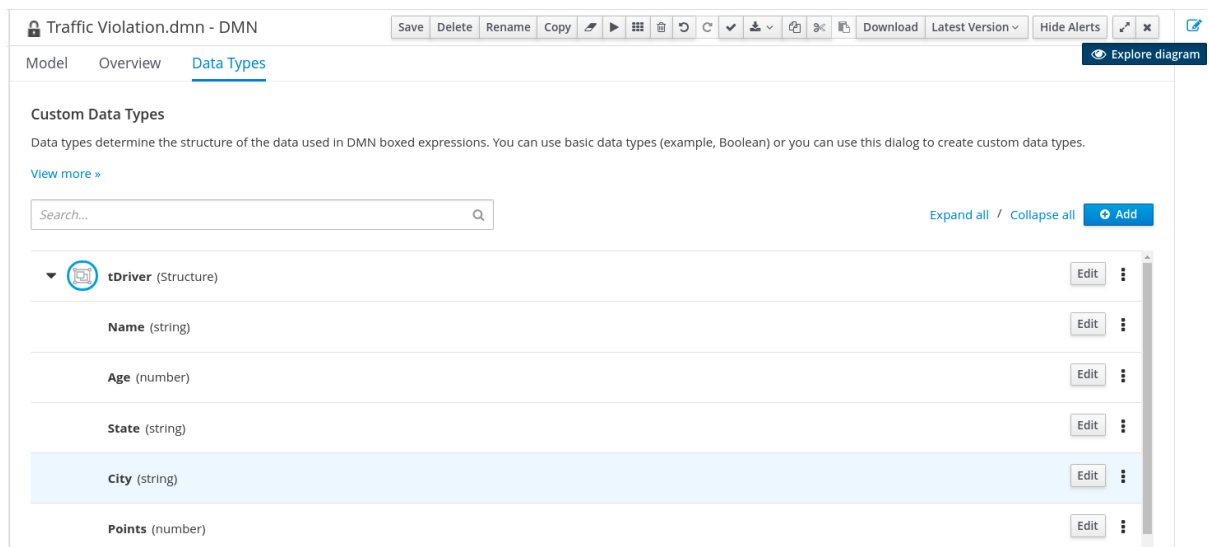 Traffic Violation.dmn - DMN Save Delete Rename Copy Download Latest Version Hide Alerts
Explore diagram
Model Overview Data Types
Custom Data Types
Data types determine the structure of the data used in DMN boxed expressions. You can use basic data types (example, Boolean) or you can use this dialog to create custom data types.
View more »
Search... Expand all / Collapse all Add
tDriver (Structure) Edit
Name (string) Edit
Age (number) Edit
State (string) Edit
City (string) Edit
Points (number) Edit